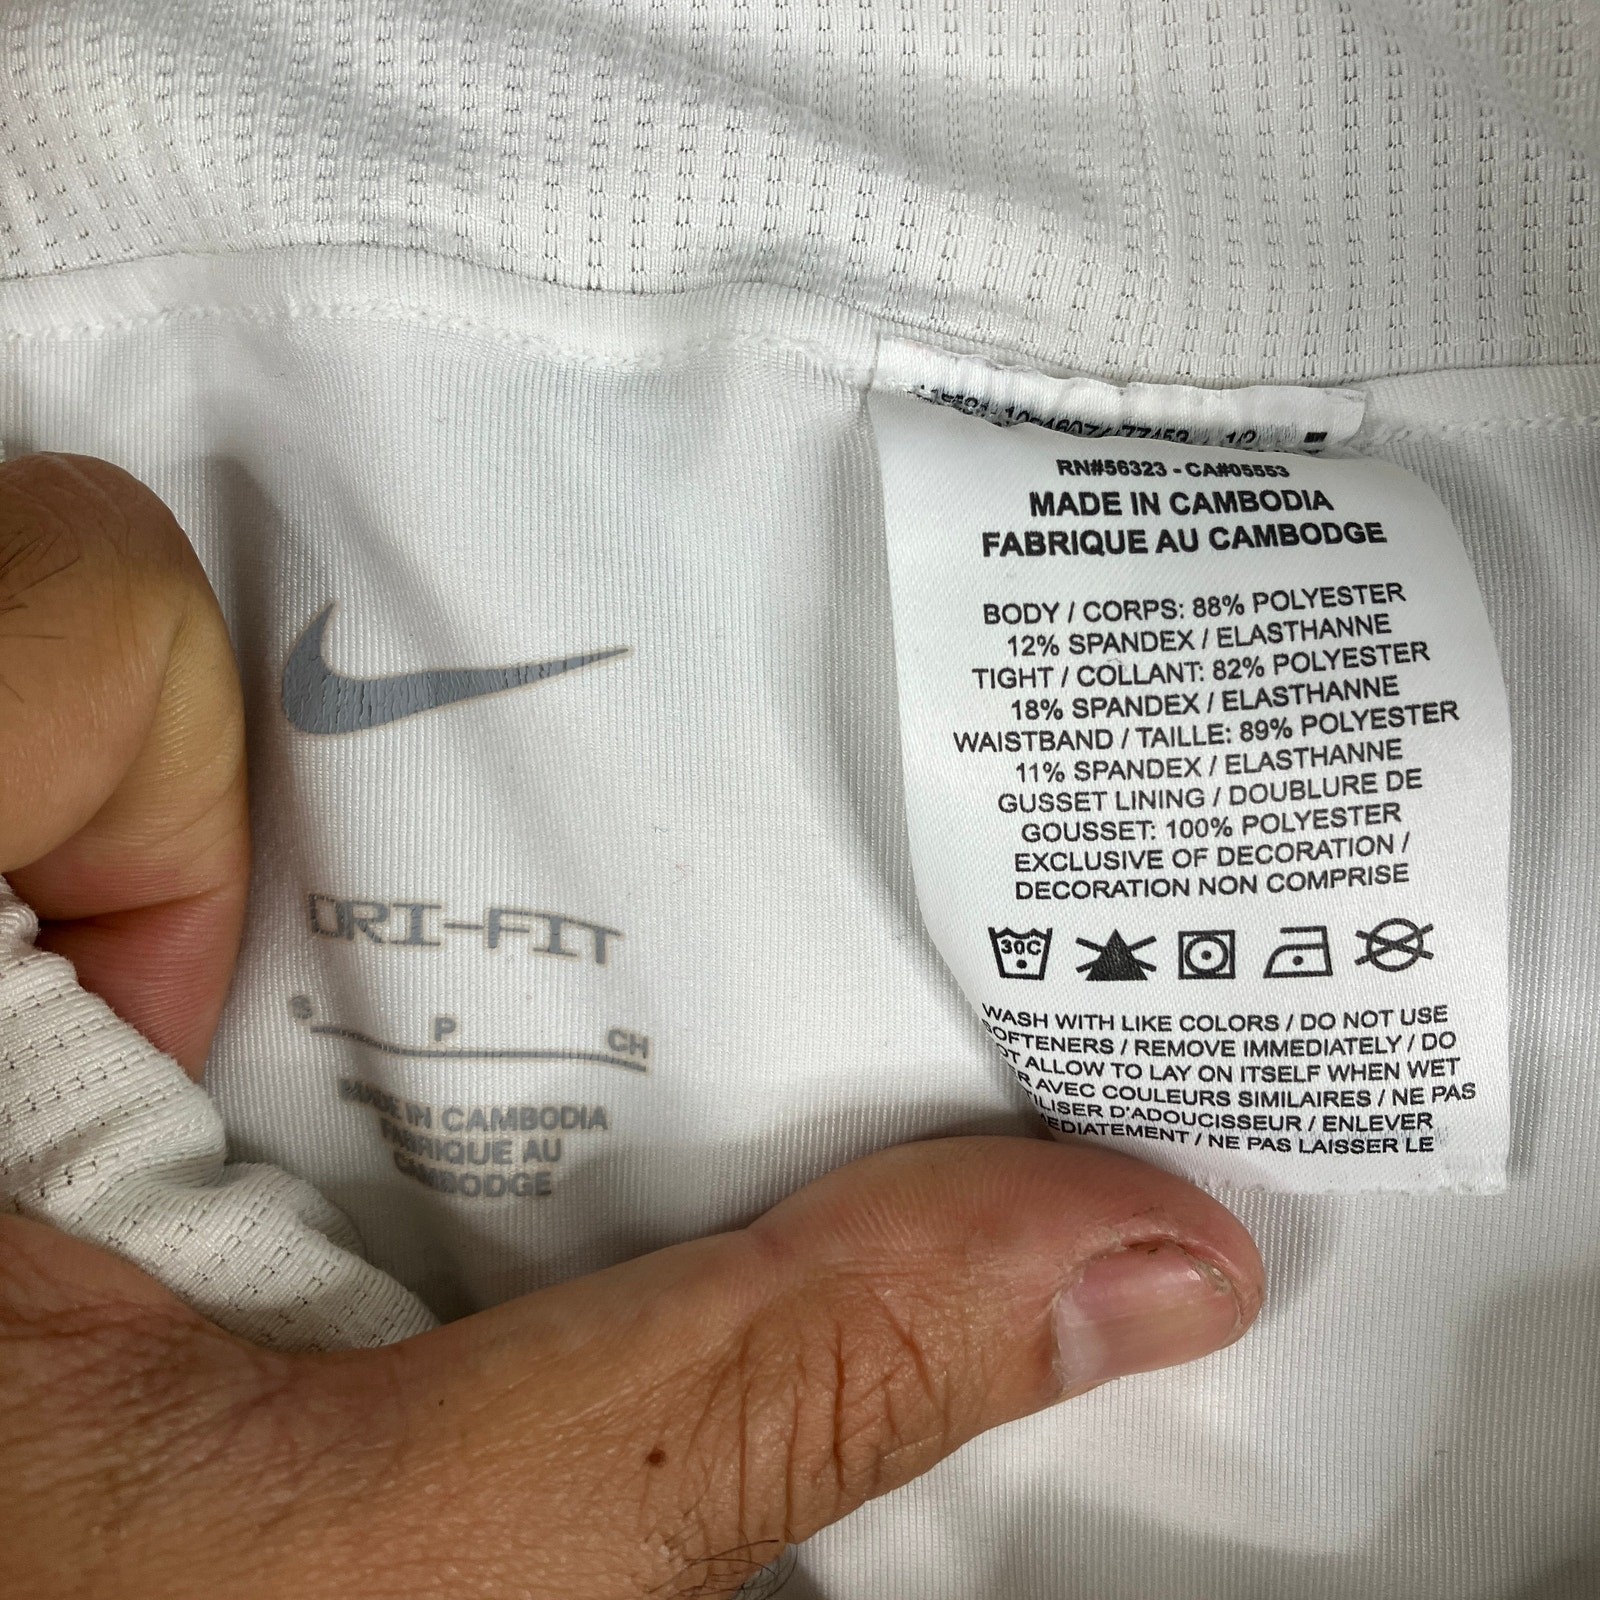 DRI-FIT
S P CH
MADE IN CAMBODIA
FABRIQUE AU
CAMBODGE
RN#56323 - CA#05553
MADE IN CAMBODIA
FABRIQUE AU CAMBODGE
BODY / CORPS: 88% POLYESTER
12% SPANDEX / ELASTHANNE
TIGHT / COLLANT: 82% POLYESTER
18% SPANDEX / ELASTHANNE
WAISTBAND / TAILLE: 89% POLYESTER
11% SPANDEX / ELASTHANNE
GUSSET LINING / DOUBLURE DE
GOUSSET: 100% POLYESTER
EXCLUSIVE OF DECORATION /
DECORATION NON COMPRISE
30C
WASH WITH LIKE COLORS / DO NOT USE
SOFTENERS / REMOVE IMMEDIATELY / DO
OT ALLOW TO LAY ON ITSELF WHEN WET
ER AVEC COULEURS SIMILAIRES / NE PAS
TILISER D'ADOUCISSEUR / ENLEVER
MEDIATEMENT / NE PAS LAISSER LE